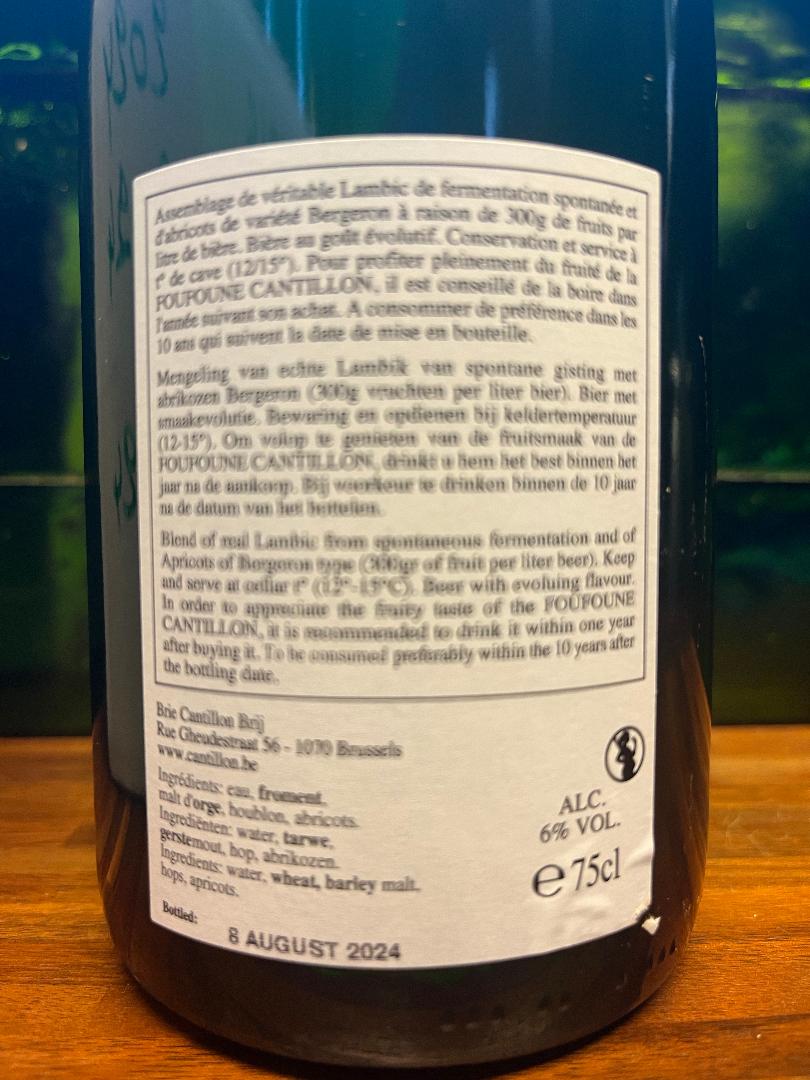 Assemblage de véritable Lambic de fermentation spontanée et
d'abricots de variété Bergeron à raison de 300g de fruits par
litre de bière. Bière au goût évolutif. Conservation et service à
t° de cave (12/15°). Pour profiter pleinement du fruité de la
FOUFOUNE CANTILLON, il est conseillé de la boire dans
l'année suivant son achat. A consommer de préférence dans les
10 ans qui suivent la date de mise en bouteille.
Mengeling van echte Lambik van spontane gisting met
abrikozen Bergeron (300g vruchten per liter bier). Bier met
smaakevolutie. Bewaring en opdienen bij keldertemperatuur
(12-15°). Om volop te genieten van de fruitsmaak van de
FOUFOUNE CANTILLON, drinkt u hem het best binnen het
jaar na de aankoop. Bij voorkeur te drinken binnen de 10 jaar
na de datum van het bottelen.
Blend of real Lambic from spontaneous fermentation and of
Apricots of Bergeron type (300gr of fruit per liter beer). Keep
and serve at cellar t° (12°-15°C). Beer with evoluing flavour.
In order to appreciate the fruity taste of the FOUFOUNE
CANTILLON, it is recommended to drink it within one year
after buying it. To be consumed preferably within the 10 years after
the bottling date.
Brie Cantillon Brij
Rue Gheudestraat 56 - 1070 Brussels
www.cantillon.be
Ingrédients: eau, froment,
malt d'orge, houblon, abricots.
Ingrediënten: water, tarwe,
gerstemout, hop, abrikozen.
Ingredients: water, wheat, barley malt,
hops, apricots.
ALC.
6% VOL.
e 75cl
Bottled:
8 AUGUST 2024